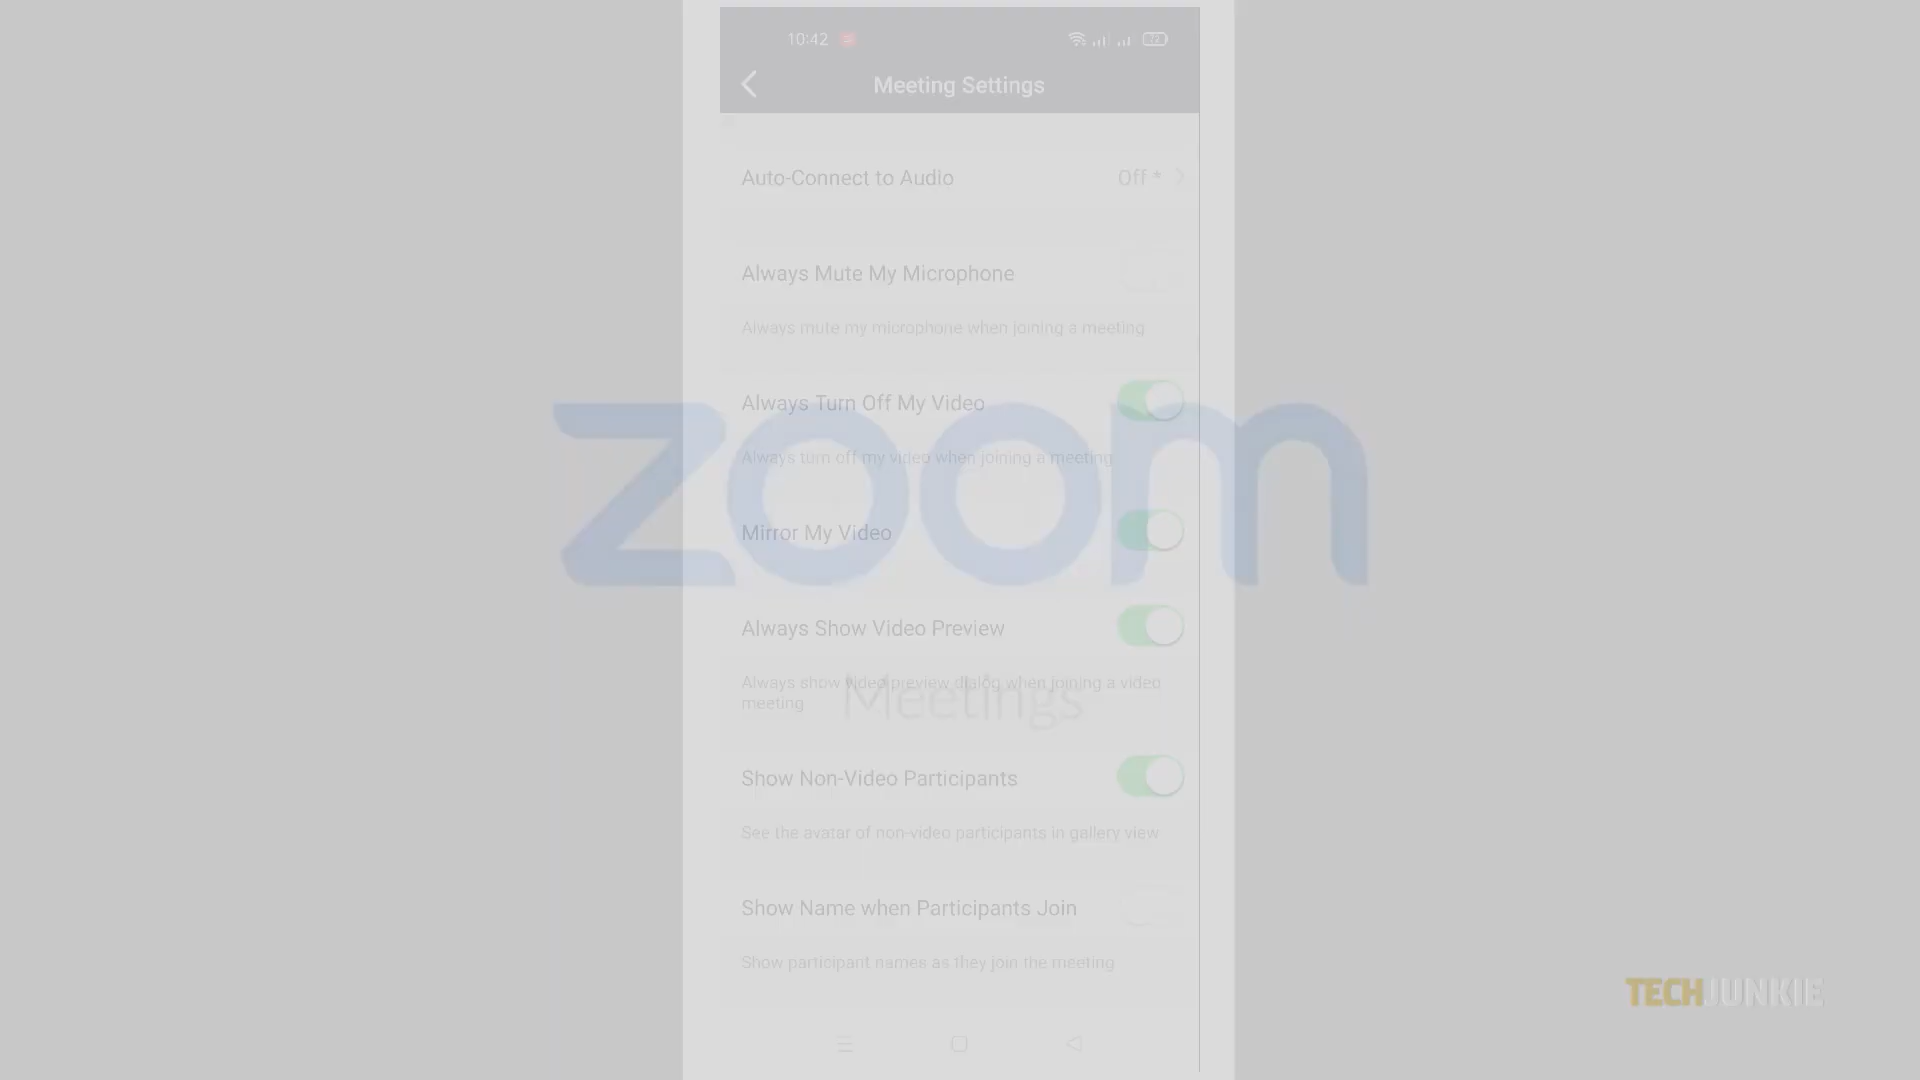 10:42
72
Meeting Settings
Auto-Connect to Audio
Off *
Always Mute My Microphone
Always mute my microphone when joining a meeting
Always Turn Off My Video
Always turn off my video when joining a meeting
zoom
Mirror My Video
Always Show Video Preview
Always show video preview dialog when joining a video
meeting
Meetings
Show Non-Video Participants
See the avatar of non-video participants in gallery view
Show Name when Participants Join
Show participant names as they join the meeting
TECHJUNKIE